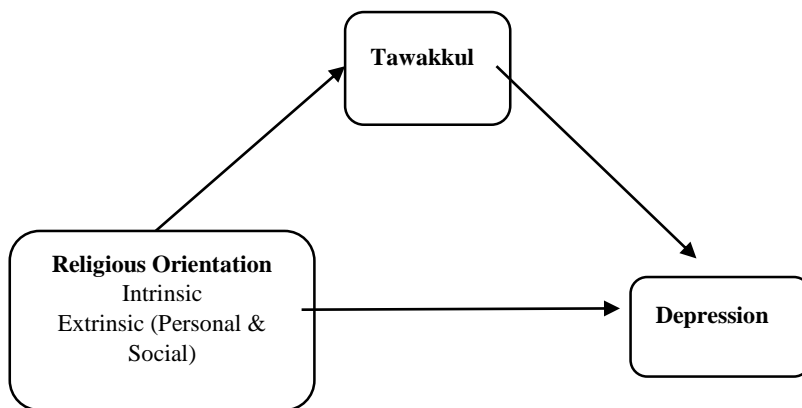 Tawakkul
Religious Orientation
Intrinsic
Extrinsic (Personal &
Social)
Depression